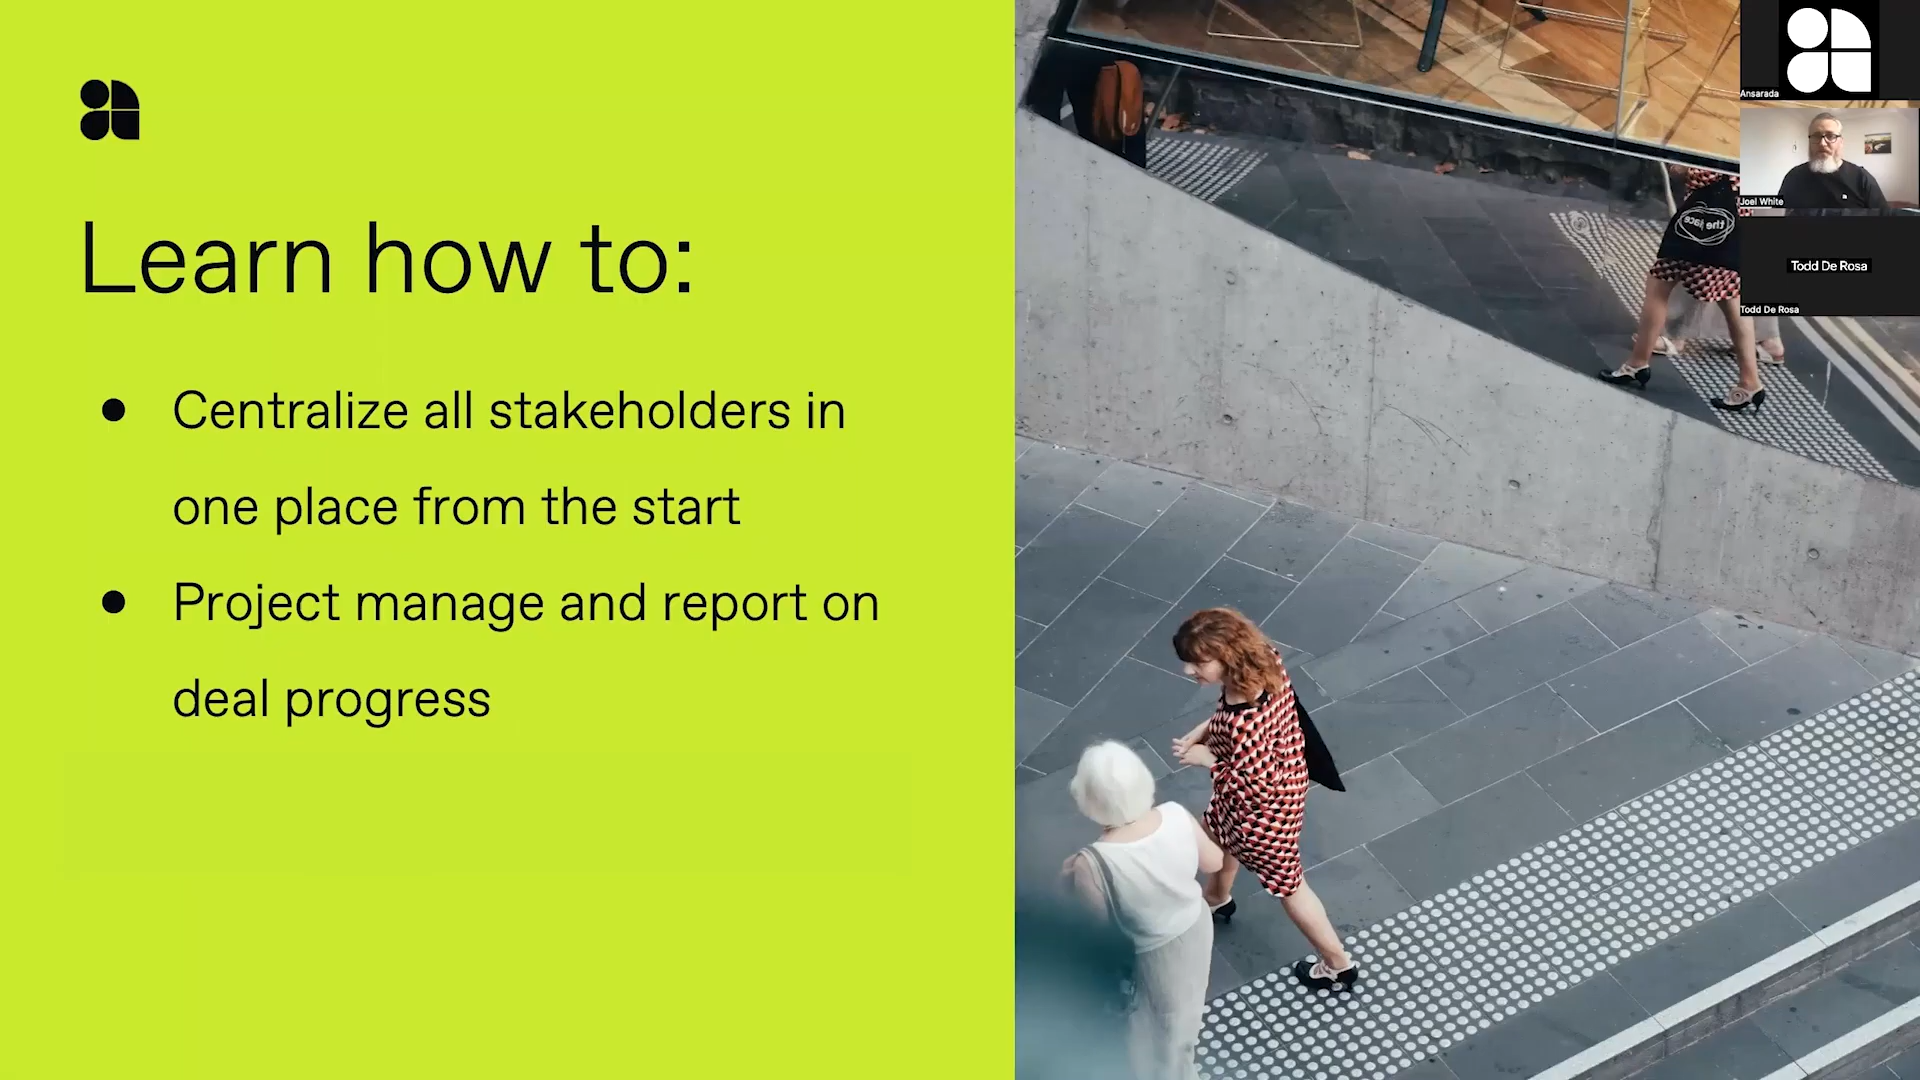 Learn how to:
● Centralize all stakeholders in
one place from the start
● Project manage and report on
deal progress
Ansarada
Joel White
Todd De Rosa
Todd De Rosa